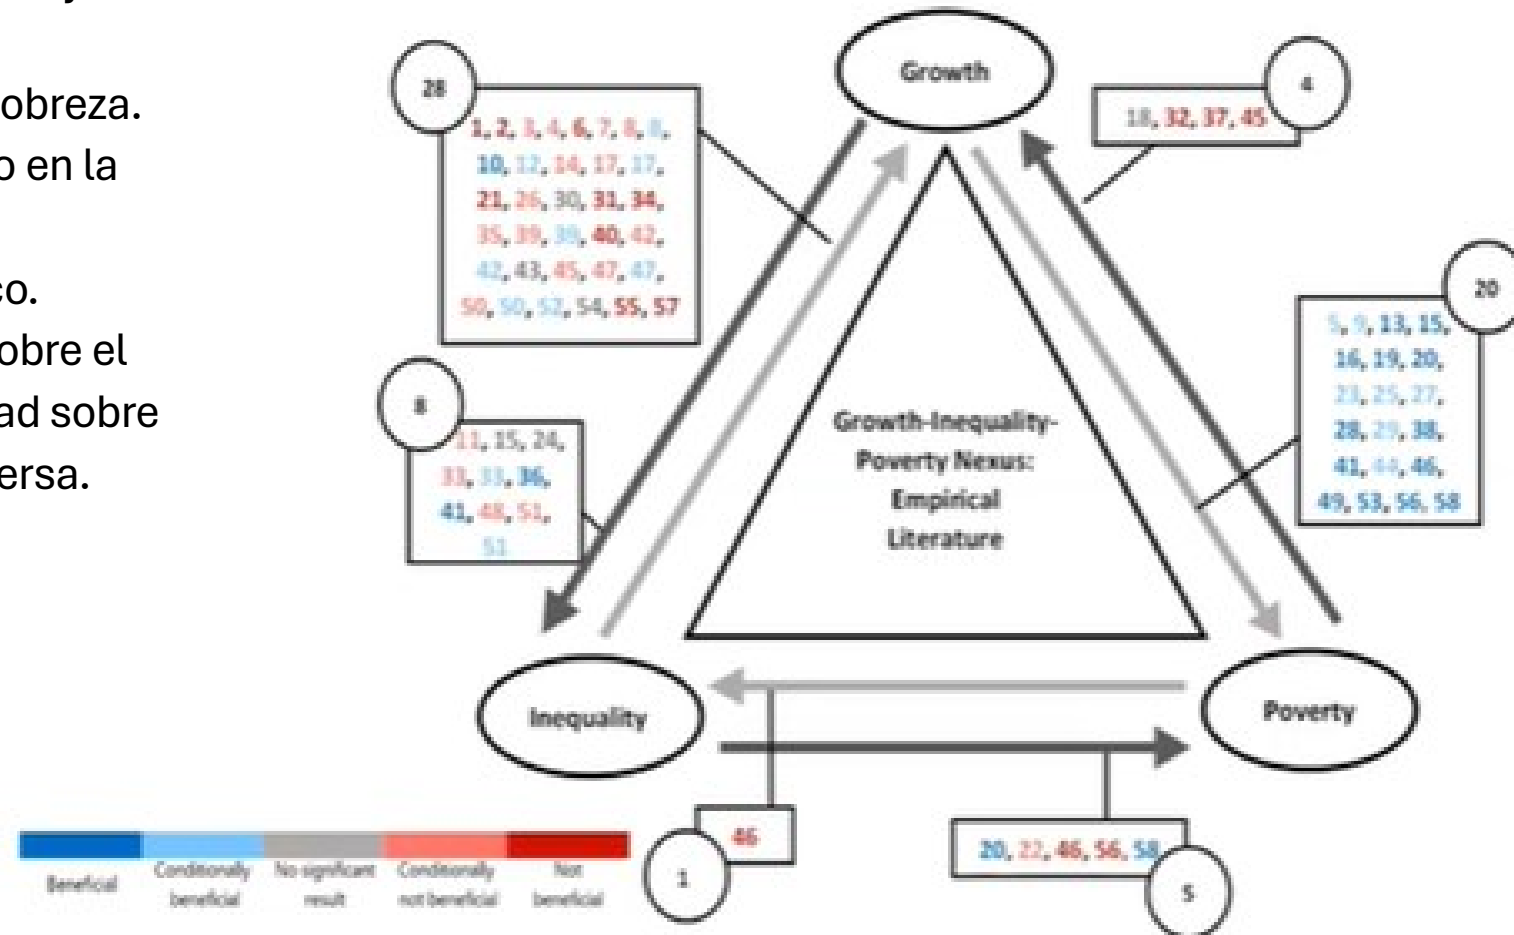 obreza.
o en la
co.
obre el
ad sobre
ersa.
Growth
28
1, 2, 3, 4, 6, 7, 8, 8,
10, 12, 14, 17, 17,
21, 26, 30, 31, 34,
35, 39, 39, 40, 42,
42, 43, 45, 47, 47,
50, 50, 52, 54, 55, 57
4
18, 32, 37, 45
20
5, 9, 13, 15,
16, 19, 20,
23, 25, 27,
28, 29, 38,
41, 44, 46,
49, 53, 56, 58
8
11, 15, 24,
33, 33, 36,
41, 48, 51,
51
Growth-Inequality-
Poverty Nexus:
Empirical
Literature
Inequality
Poverty
46
1
20, 22, 46, 56, 58
5
Beneficial
Conditionally
beneficial
No significant
result
Conditionally
not beneficial
Not
beneficial